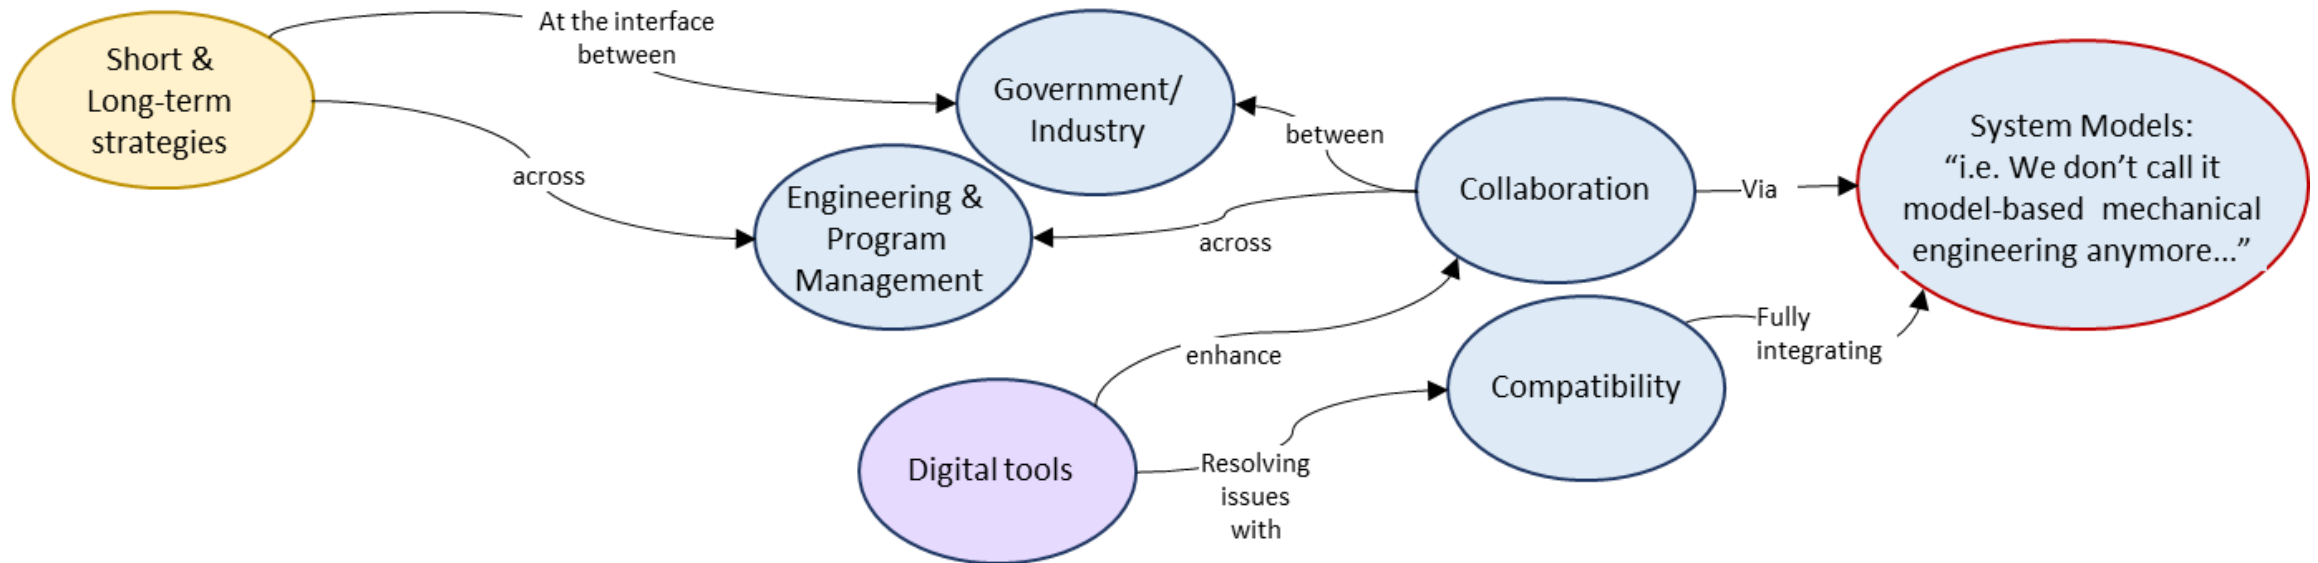 Short &
Long-term
strategies
At the interface
between
across
Government/
Industry
Engineering &
Program
Management
between
across
Collaboration
Via
System Models:
“i.e. We don’t call it
model-based  mechanical
engineering anymore...”
enhance
Digital tools
Resolving
issues
with
Compatibility
Fully
integrating